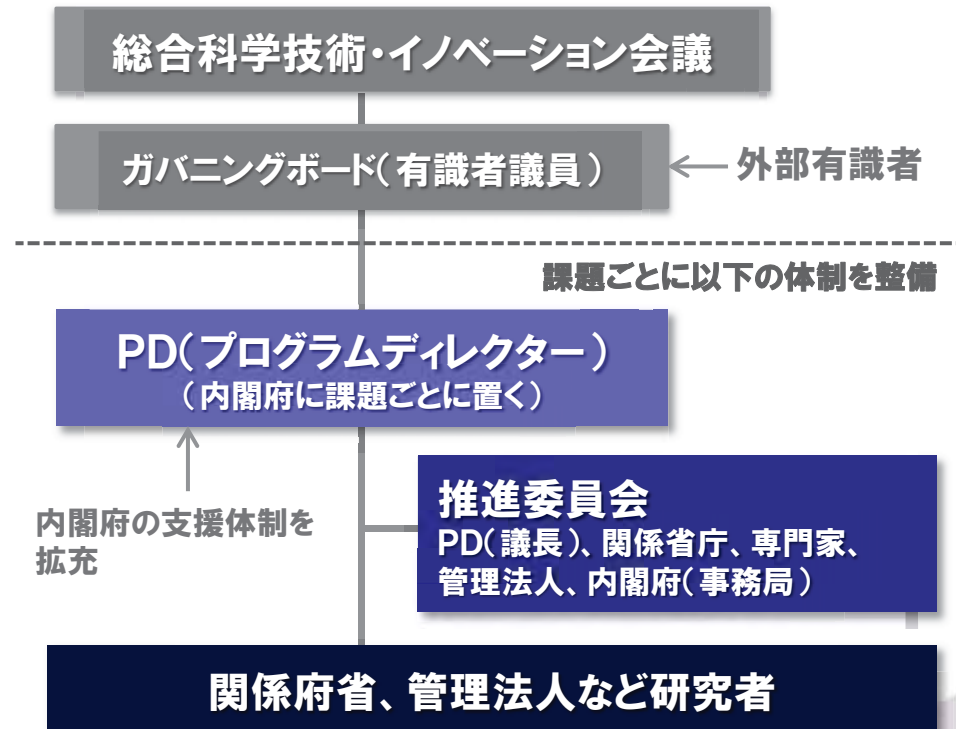 総合科学技術・イノベーション会議
ガバニングボード(有識者議員)
外部有識者
課題ごとに以下の体制を整備
PD(プログラムディレクター)
(内閣府に課題ごとに置く)
内閣府の支援体制を
拡充
推進委員会
PD(議長)、関係省庁、専門家、
管理法人、内閣府(事務局)
関係府省、管理法人など研究者